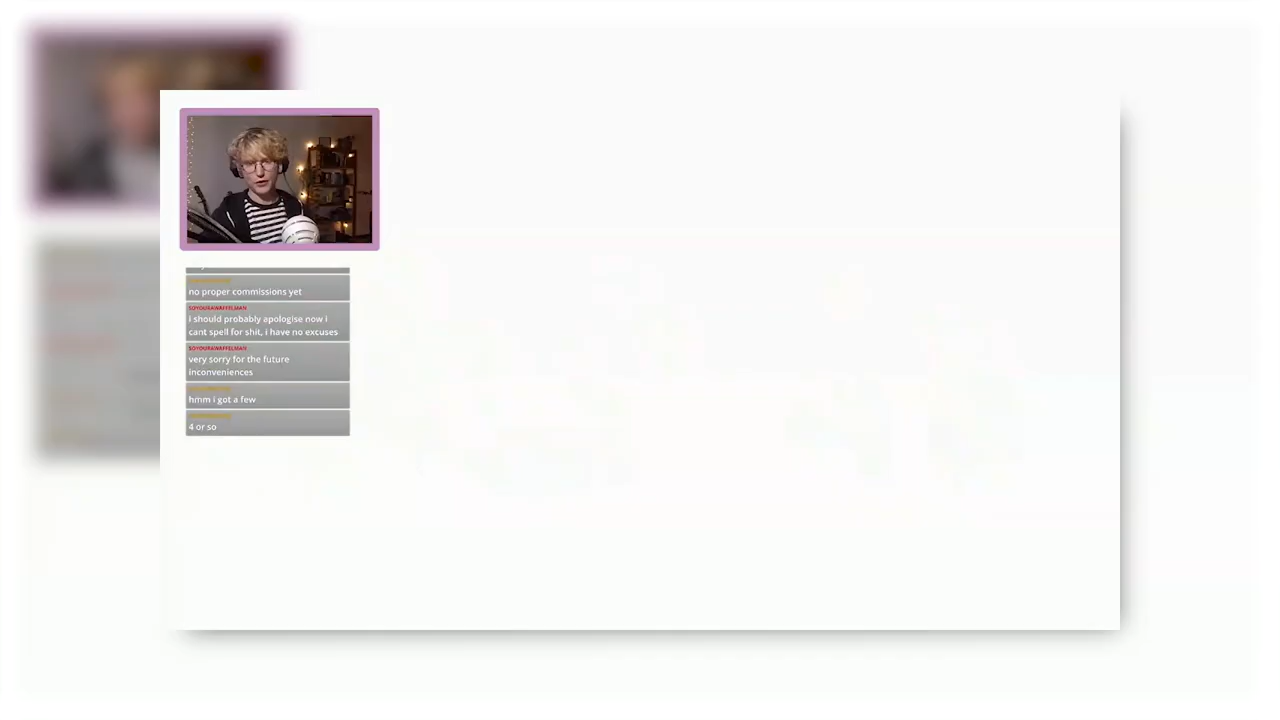 no proper commissions yet
SOYOURAWAFFELMAN
i should probably apologise now i
cant spell for shit, i have no excuses
SOYOURAWAFFELMAN
very sorry for the future
inconveniences
hmm i got a few
4 or so